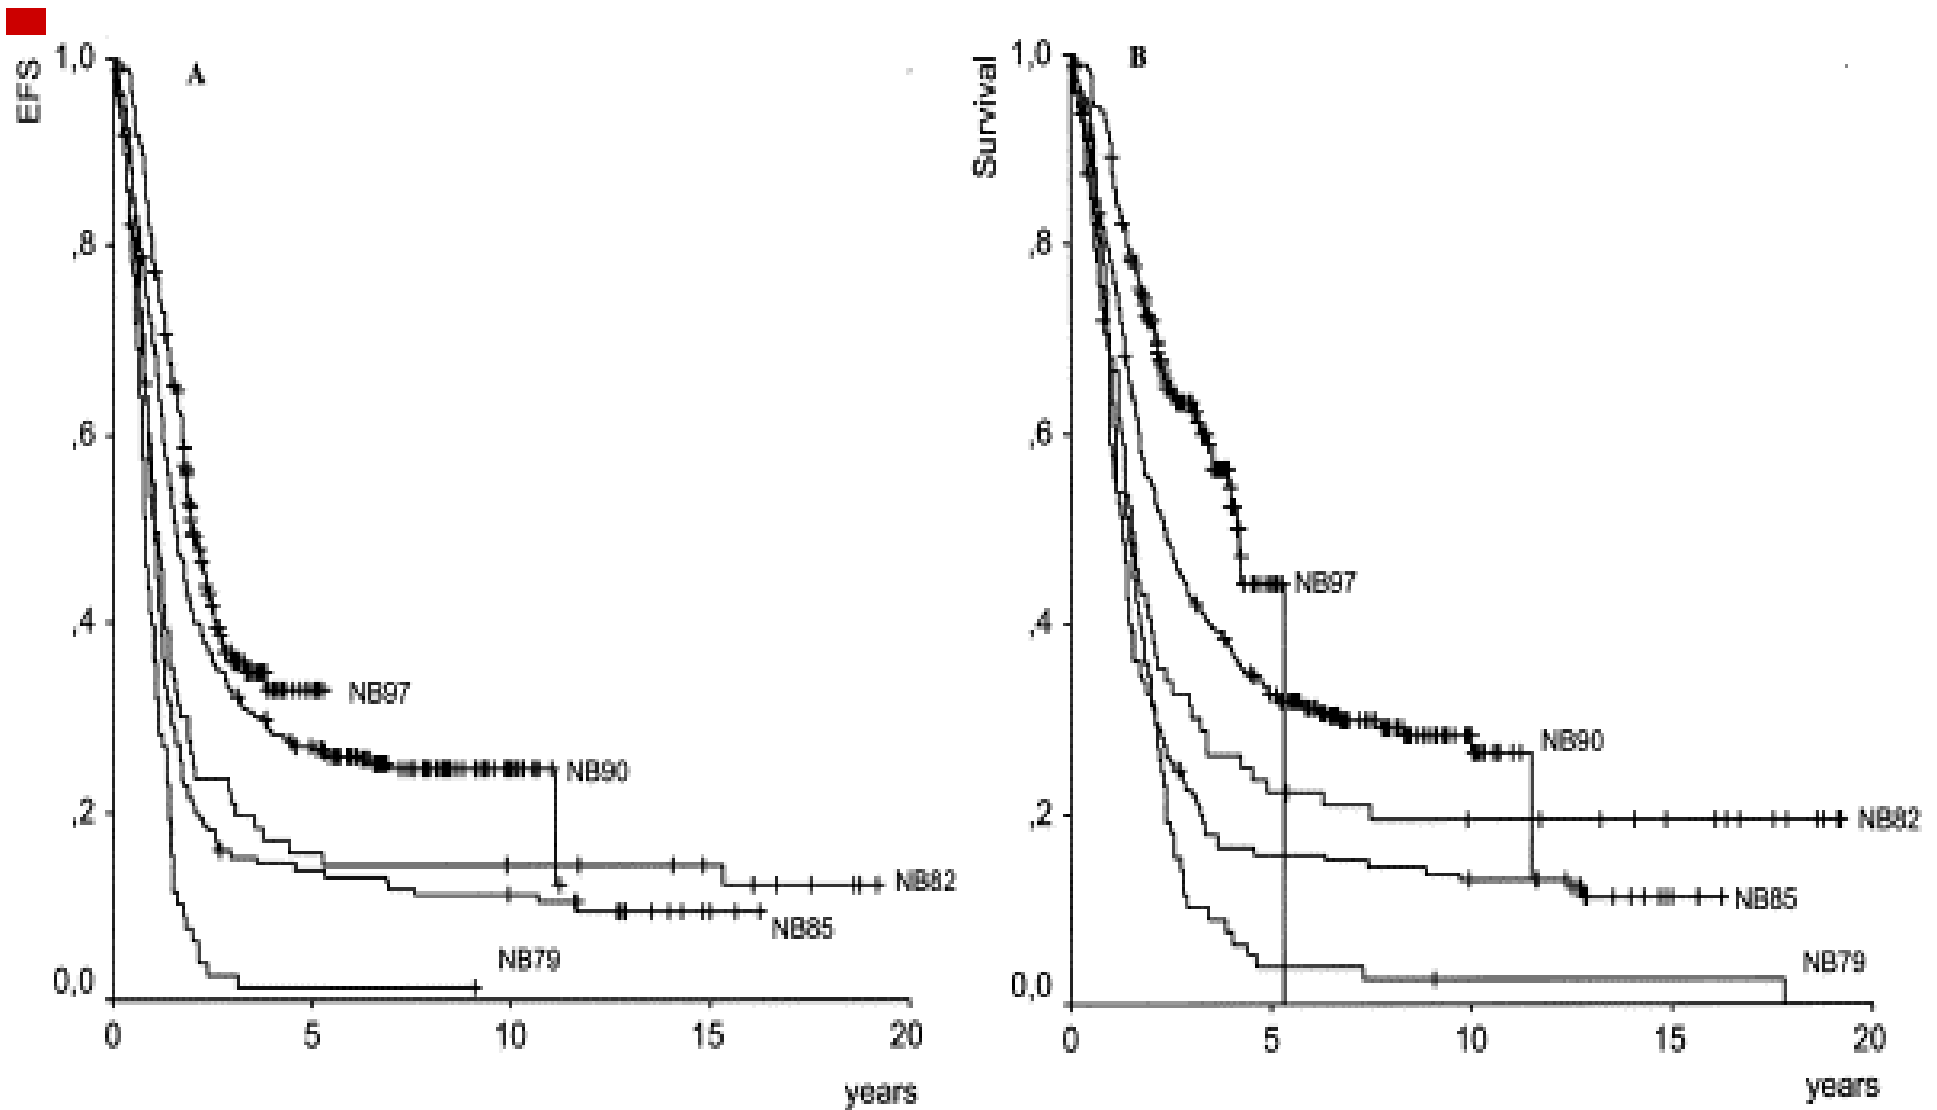 A
EFS
1,0
,8
,6
,4
,2
0,0
0 5 10 15 20
years
NB97
NB90
NB82
NB85
NB79
B
Survival
1,0
,8
,6
,4
,2
0,0
0 5 10 15 20
years
NB97
NB90
NB82
NB85
NB79